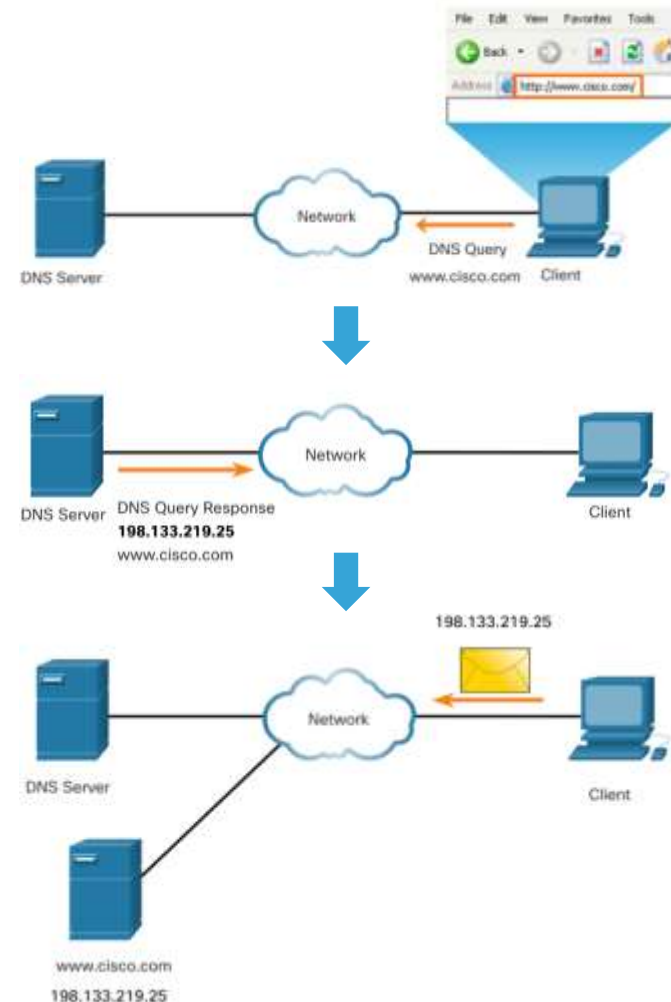 File Edit View Favorites Tools
Back
Address http://www.cisco.com/
Network
DNS Query
www.cisco.com
DNS Server
Client
Network
DNS Server
DNS Query Response
198.133.219.25
www.cisco.com
Client
198.133.219.25
Network
DNS Server
Client
www.cisco.com
198.133.219.25